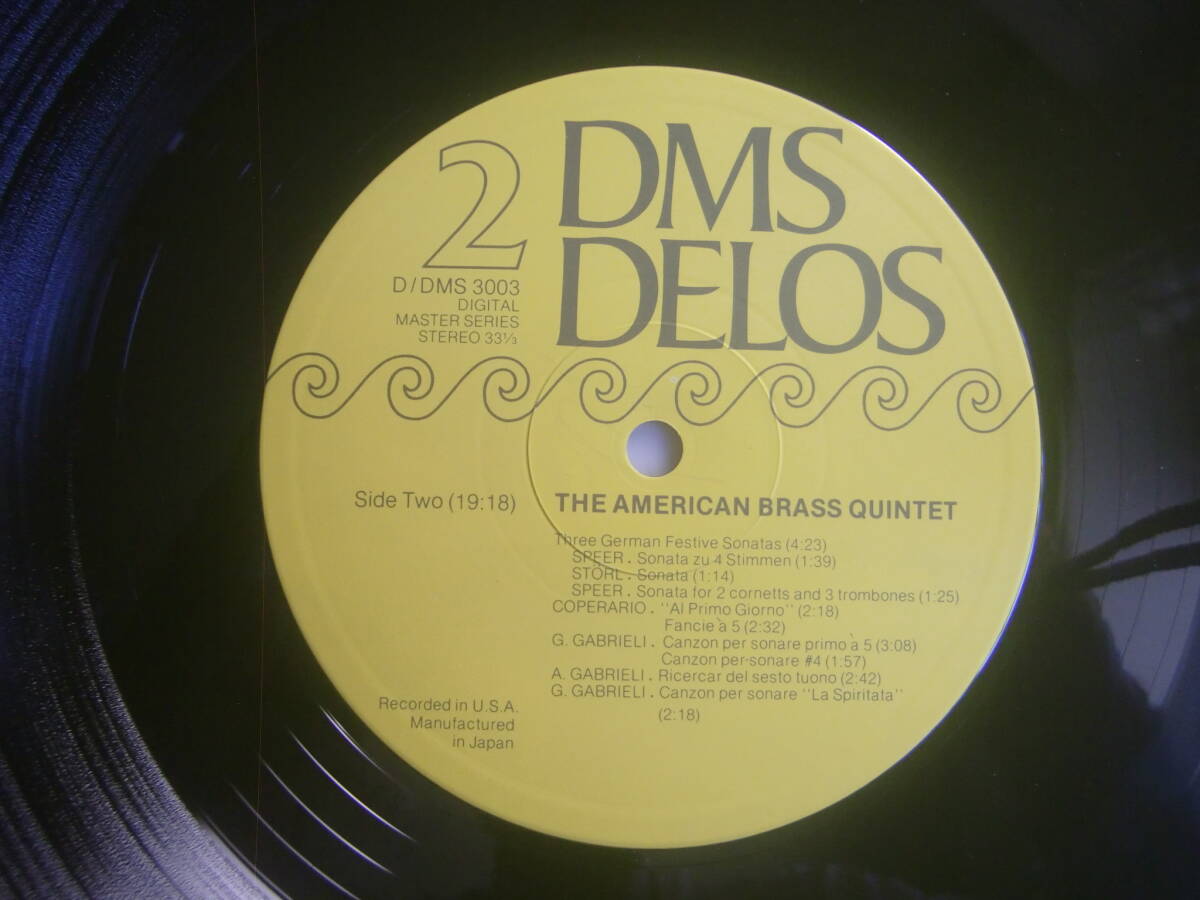 2
DMS
DELOS
D/DMS 3003
DIGITAL
MASTER SERIES
STEREO 33⅓
Side Two (19:18)
THE AMERICAN BRASS QUINTET
Three German Festive Sonatas (4:23)
SPEER. Sonata zu 4 Stimmen (1:39)
STÖRL. Sonata (1:14)
SPEER. Sonata for 2 cornetts and 3 trombones (1:25)
COPERARIO. "Al Primo Giorno" (2:18)
Fancie à 5 (2:32)
G. GABRIELI. Canzon per sonare primo à 5 (3:08)
Canzon per sonare #4 (1:57)
A. GABRIELI. Ricercar del sesto tuono (2:42)
G. GABRIELI. Canzon per sonare "La Spiritata"
(2:18)
Recorded in U.S.A.
Manufactured
in Japan